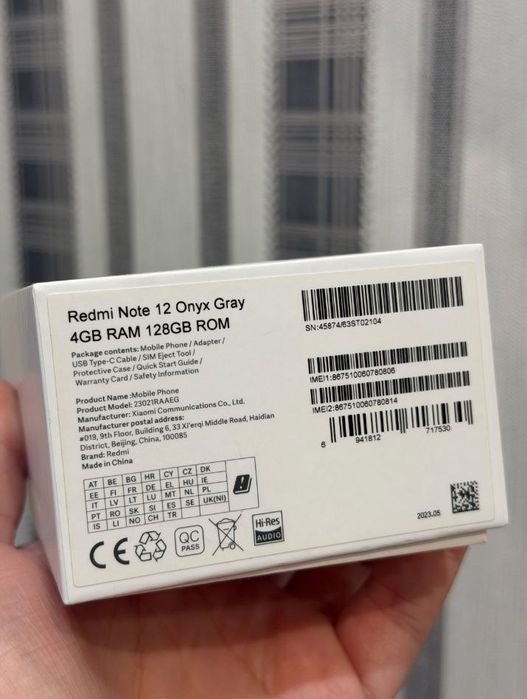 Redmi Note 12 Onyx Gray
4GB RAM 128GB ROM
Package contents: Mobile Phone / Adapter /
USB Type-C Cable / SIM Eject Tool /
Protective Case / Quick Start Guide /
Warranty Card / Safety Information
Product Name :Mobile Phone
Product Model: 23021RAAEG
Manufacturer: Xiaomi Communications Co., Ltd.
Manufacturer postal address:
#019, 9th Floor, Building 6, 33 Xi'erqi Middle Road, Haidian
District, Beijing, China, 100085
Brand: Redmi
Made in China
AT BE BG HR CY CZ DK
EE FI FR DE EL HU IE
IT LV LT LU MT NL PL
PT RO SK SI ES SE UK(NI)
IS LI NO CH TR
CE
QC
PASS
Hi-Res
AUDIO
SN:45874/63ST02104
IMEI1:867510060780806
IMEI2:867510060780814
6 941812 717530
2023.05